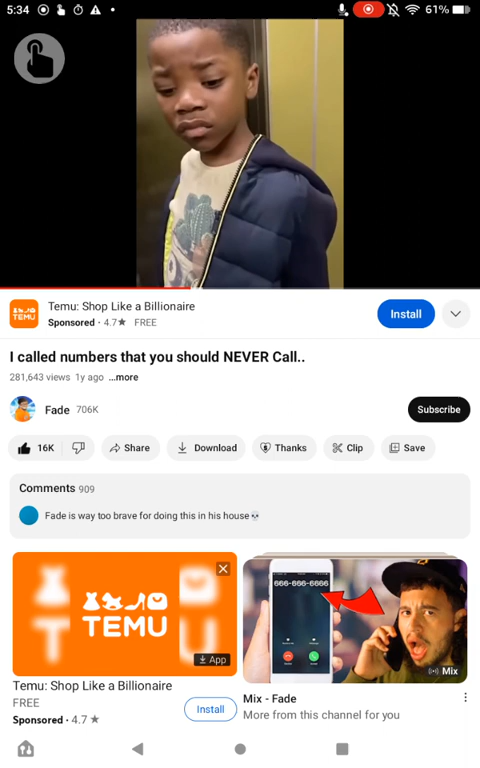 5:34
61%
Temu: Shop Like a Billionaire
Sponsored • 4.7★ FREE
Install
TEMU
I called numbers that you should NEVER Call..
281,643 views 1y ago ...more
Fade 706K
Subscribe
16K
Share
Download
Thanks
Clip
Save
Comments 909
Fade is way too brave for doing this in his house💀
TEMU
App
666-666-6666
Mix
Temu: Shop Like a Billionaire
FREE
Sponsored • 4.7 ★
Install
Mix - Fade
More from this channel for you